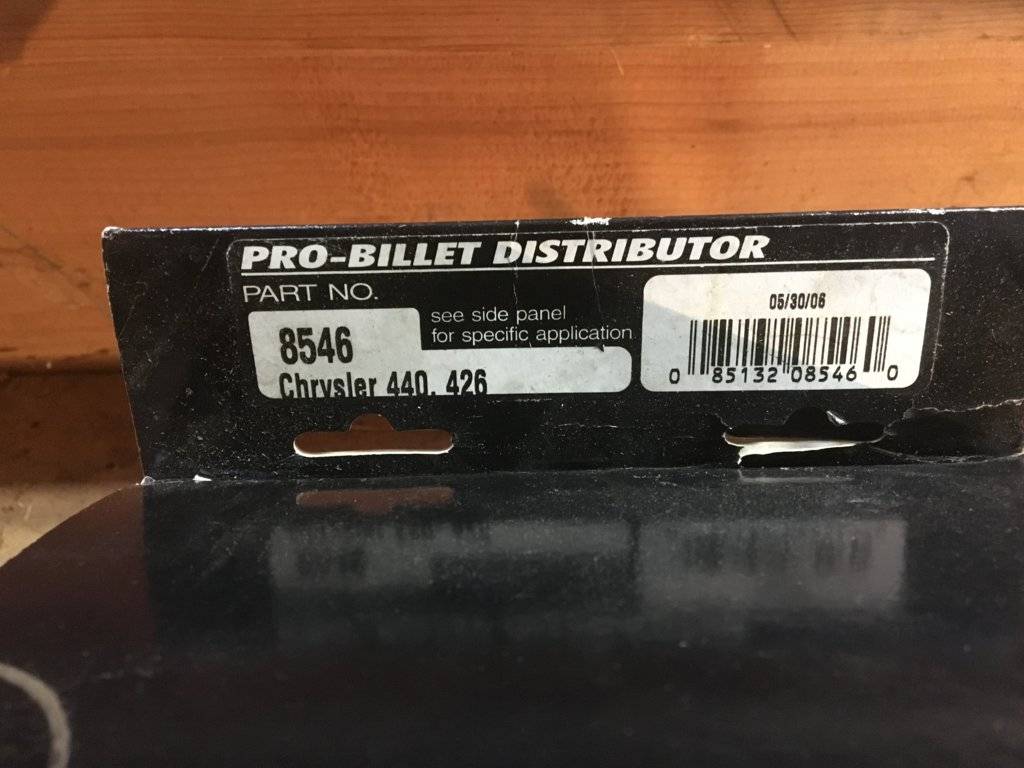 PRO-BILLET DISTRIBUTOR
PART NO.
see side panel
for specific application
8546
Chrysler 440, 426
05/30/06
0 85132 08546 0